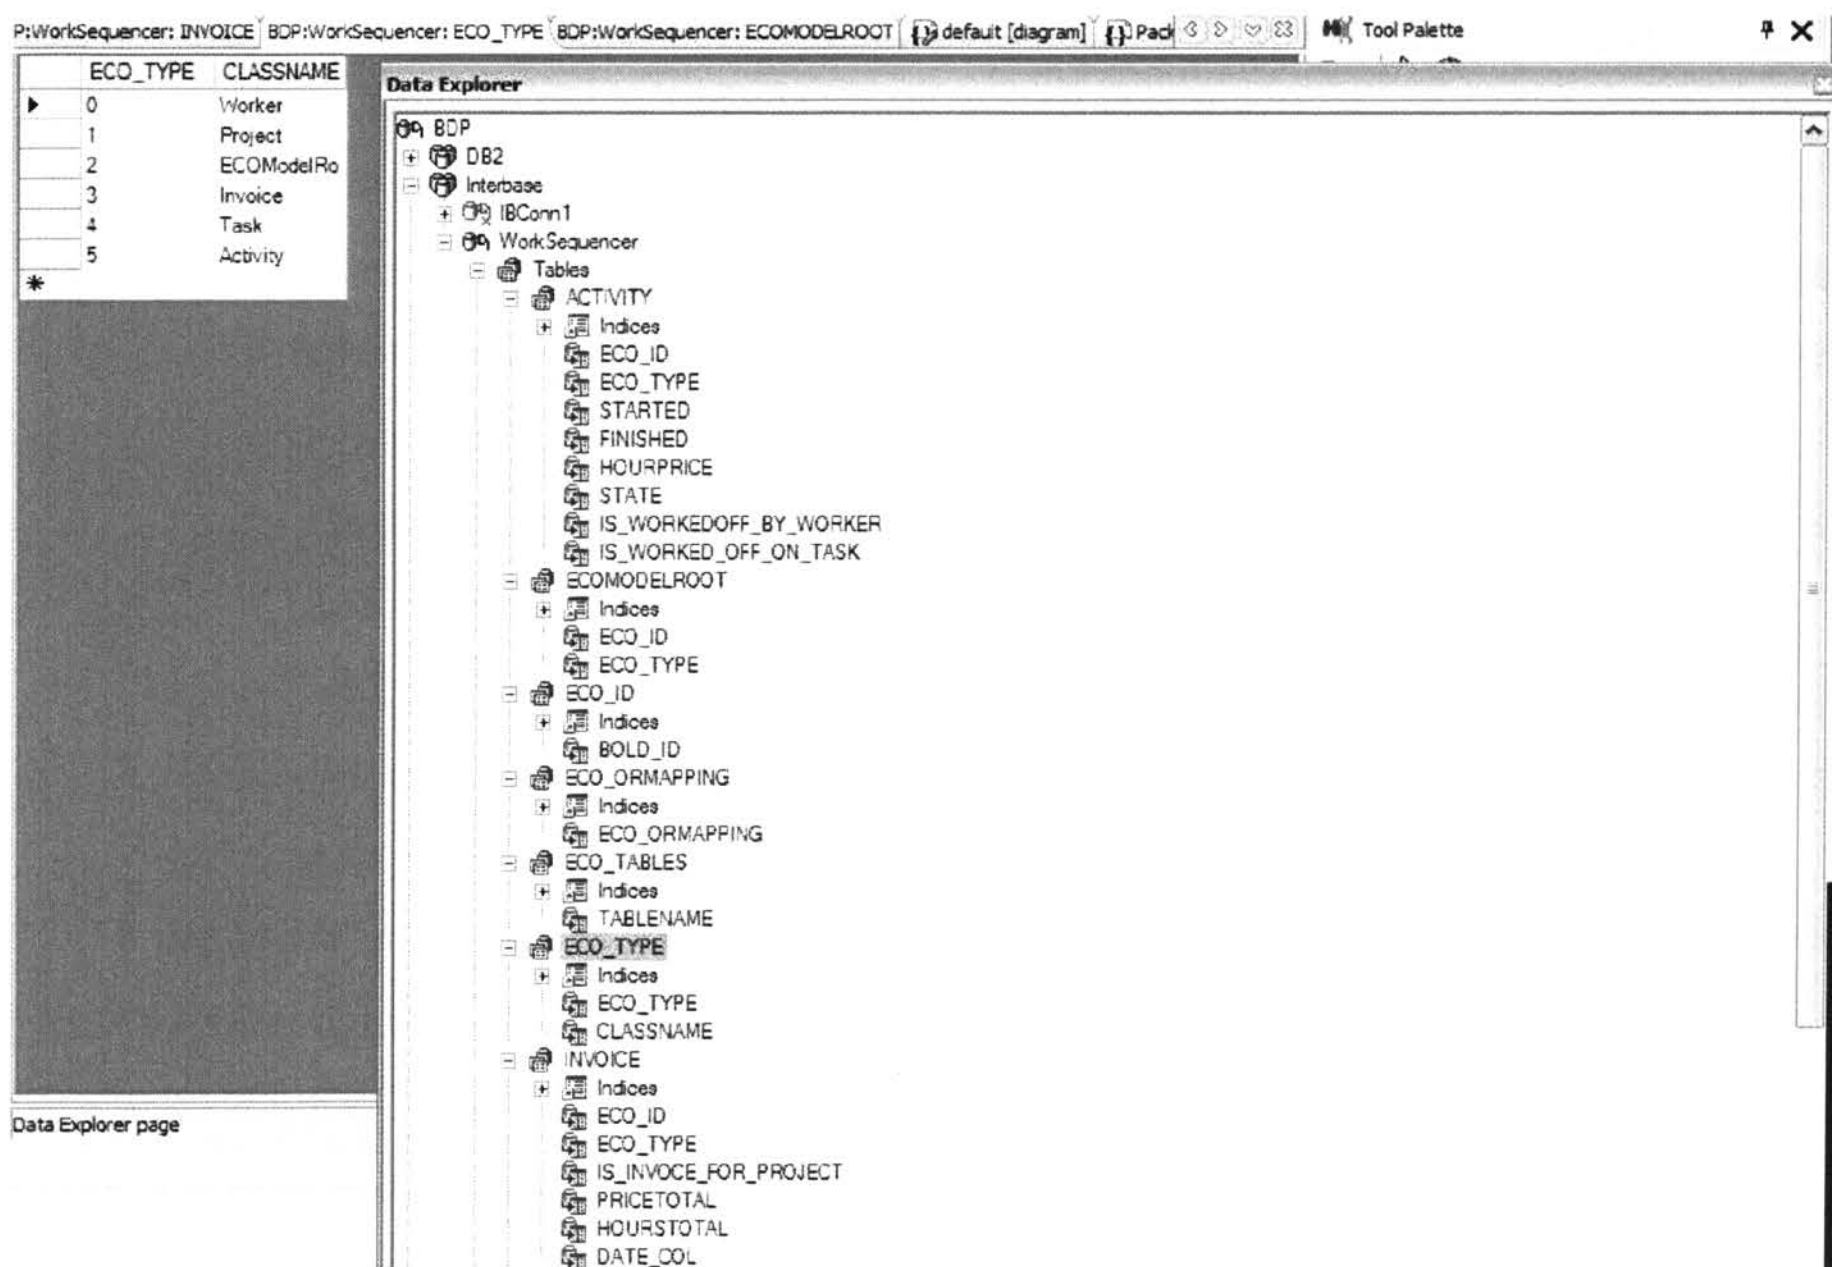 P:WorkSequencer: INVOICE BDP:WorkSequencer: ECO_TYPE BDP:WorkSequencer: ECOMODELROOT default [diagram] Pack Tool Palette
ECO_TYPE CLASSNAME
0 Worker
1 Project
2 ECOModelRo
3 Invoice
4 Task
5 Activity
*
Data Explorer
BDP
DB2
Interbase
IBConn1
WorkSequencer
Tables
ACTIVITY
Indices
ECO_ID
ECO_TYPE
STARTED
FINISHED
HOURPRICE
STATE
IS_WORKEDOFF_BY_WORKER
IS_WORKED_OFF_ON_TASK
ECOMODELROOT
Indices
ECO_ID
ECO_TYPE
ECO_ID
Indices
BOLD_ID
ECO_ORMAPPING
Indices
ECO_ORMAPPING
ECO_TABLES
Indices
TABLENAME
ECO_TYPE
Indices
ECO_TYPE
CLASSNAME
INVOICE
Indices
ECO_ID
ECO_TYPE
IS_INVOCE_FOR_PROJECT
PRICETOTAL
HOURSTOTAL
DATE_COL
Data Explorer page